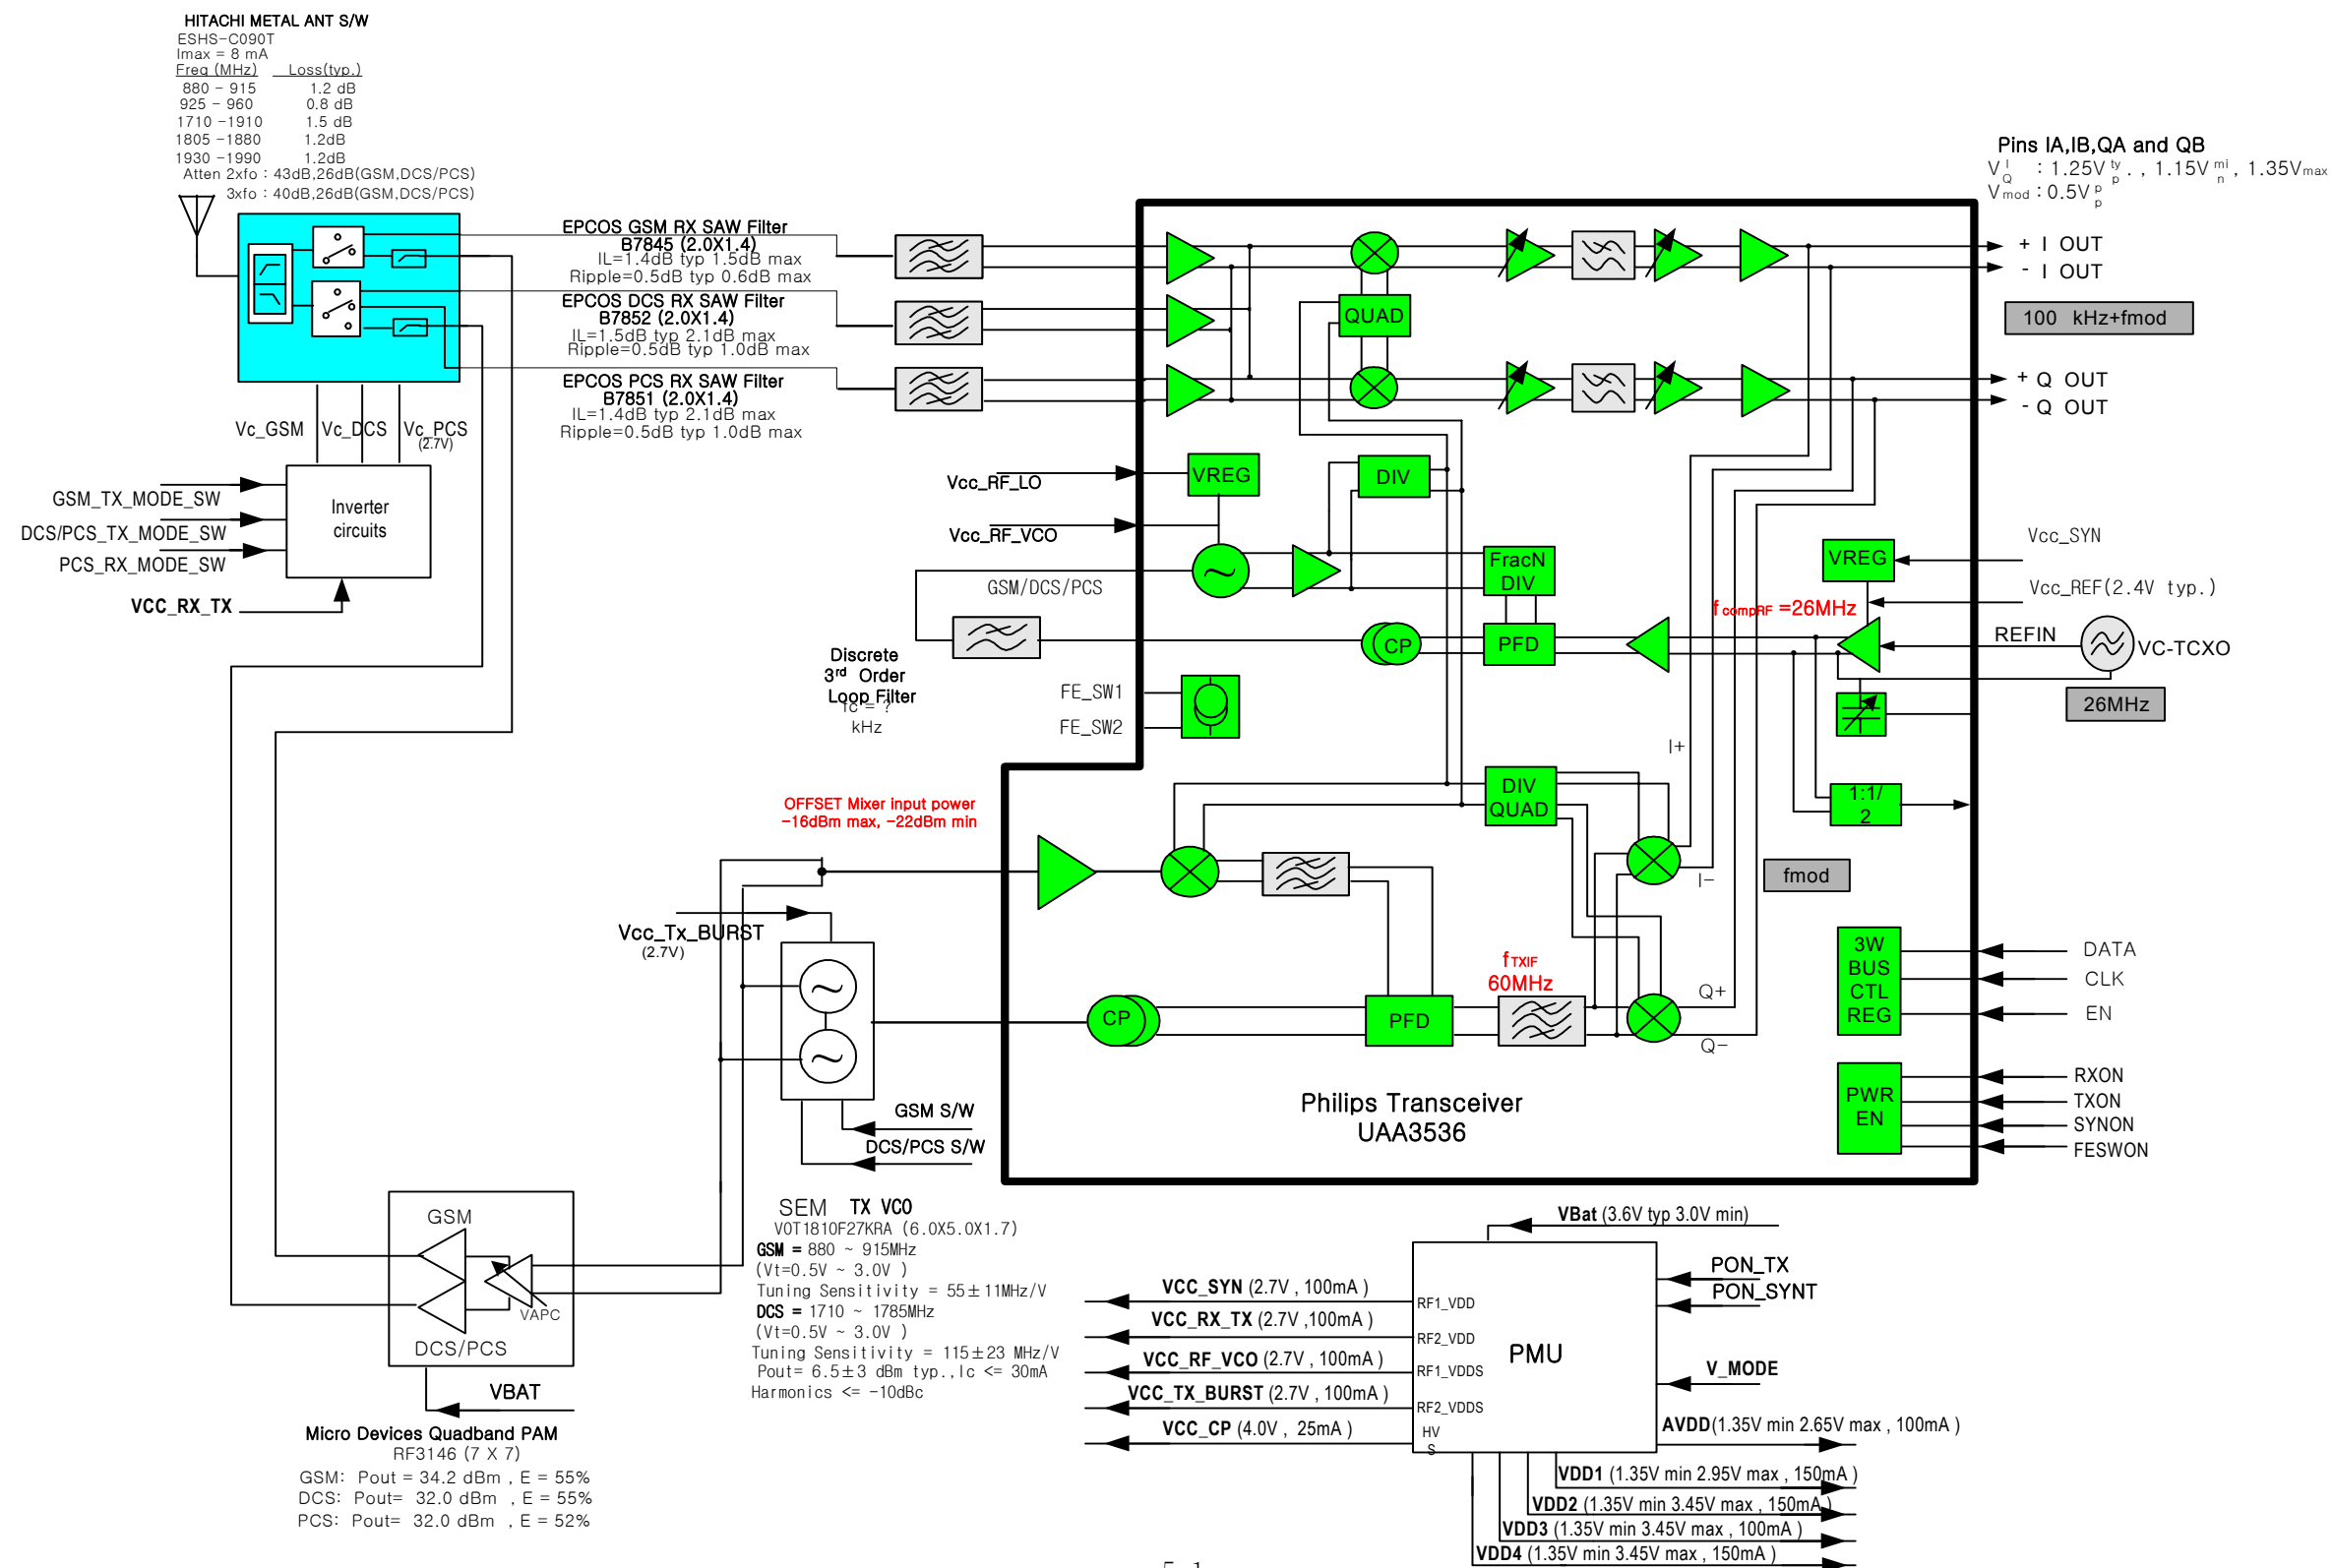 HITACHI METAL ANT S/W
ESHS-C090T
Imax = 8 mA
Freq (MHz) Loss(typ.)
880 - 915 1.2 dB
925 - 960 0.8 dB
1710 -1910 1.5 dB
1805 -1880 1.2dB
1930 -1990 1.2dB
Atten 2xfo : 43dB,26dB(GSM,DCS/PCS)
3xfo : 40dB,26dB(GSM,DCS/PCS)
Pins IA,IB,QA and QB
V I Q : 1.25V typ. , 1.15V min , 1.35Vmax
Vmod : 0.5V p p
EPCOS GSM RX SAW Filter
B7845 (2.0X1.4)
IL=1.4dB typ 1.5dB max
Ripple=0.5dB typ 0.6dB max
EPCOS DCS RX SAW Filter
B7852 (2.0X1.4)
IL=1.5dB typ 2.1dB max
Ripple=0.5dB typ 1.0dB max
EPCOS PCS RX SAW Filter
B7851 (2.0X1.4)
IL=1.4dB typ 2.1dB max
Ripple=0.5dB typ 1.0dB max
QUAD
+ I OUT
- I OUT
100 kHz+fmod
+ Q OUT
- Q OUT
Vc_GSM
Vc_DCS
Vc_PCS
(2.7V)
GSM_TX_MODE_SW
DCS/PCS_TX_MODE_SW
PCS_RX_MODE_SW
Inverter
circuits
VCC_RX_TX
Vcc_RF_LO
VREG
DIV
Vcc_RF_VCO
GSM/DCS/PCS
FracN
DIV
VREG
Vcc_SYN
Vcc_REF(2.4V typ.)
fcompRF =26MHz
REFIN
VC-TCXO
26MHz
CP
PFD
Discrete
3rd Order
Loop Filter
fc = ?
kHz
FE_SW1
FE_SW2
I+
DIV
QUAD
1:1/
2
OFFSET Mixer input power
-16dBm max, -22dBm min
I-
fmod
Vcc_Tx_BURST
(2.7V)
fTXIF
60MHz
CP
PFD
Q+
Q-
3W
BUS
CTL
REG
DATA
CLK
EN
PWR
EN
RXON
TXON
SYNON
FESWON
Philips Transceiver
UAA3536
GSM S/W
DCS/PCS S/W
SEM TX VCO
VOT1810F27KRA (6.0X5.0X1.7)
GSM = 880 ~ 915MHz
(Vt=0.5V ~ 3.0V )
Tuning Sensitivity = 55±11MHz/V
DCS = 1710 ~ 1785MHz
(Vt=0.5V ~ 3.0V )
Tuning Sensitivity = 115±23 MHz/V
Pout= 6.5±3 dBm typ.,Ic <= 30mA
Harmonics <= -10dBc
GSM
VAPC
DCS/PCS
VBAT
Micro Devices Quadband PAM
RF3146 (7 X 7)
GSM: Pout = 34.2 dBm , E = 55%
DCS: Pout= 32.0 dBm , E = 55%
PCS: Pout= 32.0 dBm , E = 52%
VBat (3.6V typ 3.0V min)
PON_TX
PON_SYNT
V_MODE
PMU
VCC_SYN (2.7V , 100mA )
RF1_VDD
VCC_RX_TX (2.7V ,100mA )
RF2_VDD
VCC_RF_VCO (2.7V , 100mA )
RF1_VDDS
VCC_TX_BURST (2.7V , 100mA )
RF2_VDDS
VCC_CP (4.0V , 25mA )
HV
S
AVDD(1.35V min 2.65V max , 100mA )
VDD1 (1.35V min 2.95V max , 150mA )
VDD2 (1.35V min 3.45V max , 150mA )
VDD3 (1.35V min 3.45V max , 100mA )
VDD4 (1.35V min 3.45V max , 150mA )